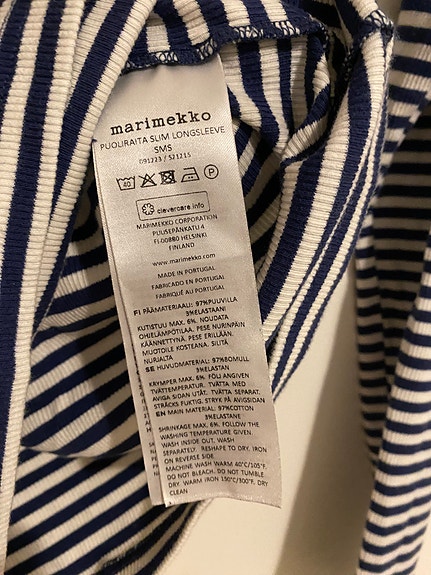 marimekko
PUOLIRAITA SLIM LONGSLEEVE
SMS
091223 / 521215
40
P
clevercare.info
MARIMEKKO CORPORATION
PUUSEPÄNKATU 4
FI-00880 HELSINKI
FINLAND
www.marimekko.com
MADE IN PORTUGAL
FABRICADO EN PORTUGAL
FABRIQUÉ AU PORTUGAL
FI PÄÄMATERIAALI: 97%PUUVILLA
3%ELASTAANI
KUTISTUU MAX. 6%. NOUDATA
OHJELÄMPÖTILAA. PESE NURINPÄIN
KÄÄNNETTYNÄ. PESE ERILLÄÄN.
MUOTOILE KOSTEANA. SILITÄ
NURJALTA
SE HUVUDMATERIAL: 97%BOMULL
3%ELASTAN
KRYMPER MAX. 6%. FÖLJ ANGIVEN
TVÄTTEMPERATUR. TVÄTTA MED
AVIGA SIDAN UTÅT. TVÄTTA SEPARAT.
STRÄCKS FUKTIG. STRYK PÅ AVIGSIDAN
EN MAIN MATERIAL: 97%COTTON
3%ELASTANE
SHRINKAGE MAX. 6%. FOLLOW THE
WASHING TEMPERATURE GIVEN.
WASH INSIDE OUT. WASH
SEPARATELY. RESHAPE TO DRY. IRON
ON REVERSE SIDE
MACHINE WASH WARM 40°C/105°F.
DO NOT BLEACH. DO NOT TUMBLE
DRY. WARM IRON 150°C/300°F. DRY
CLEAN